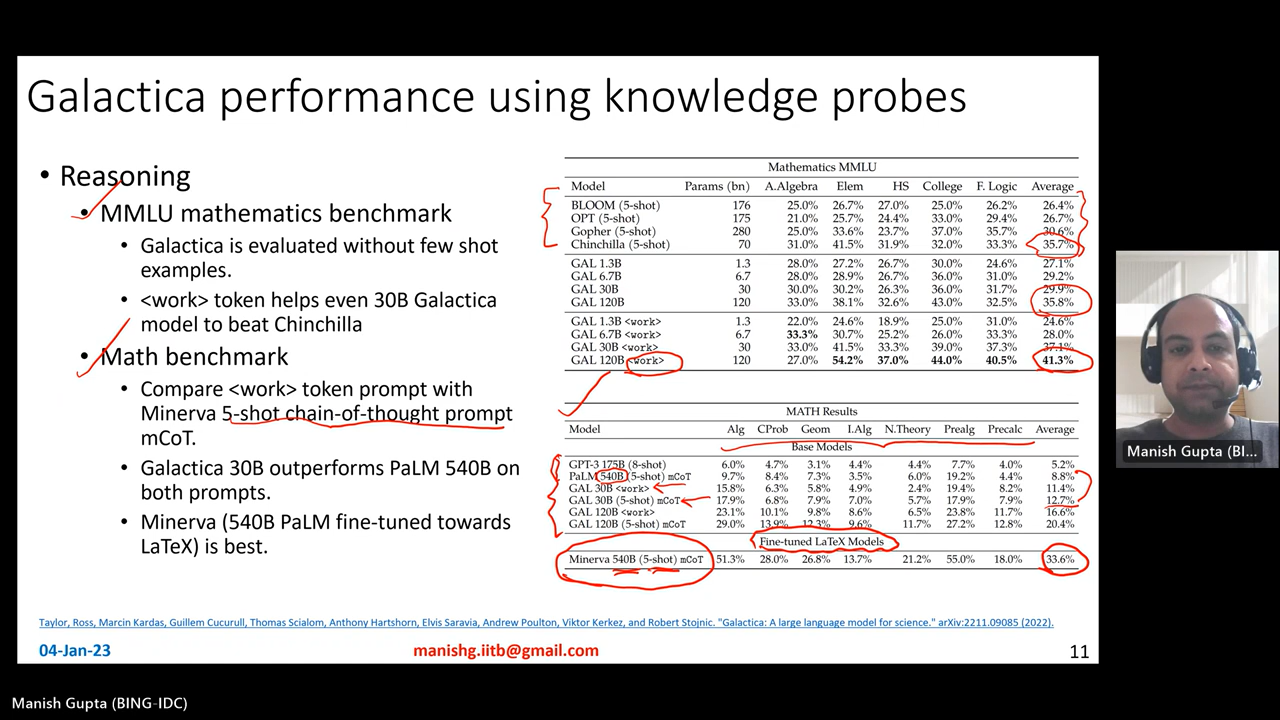 Galactica performance using knowledge probes
• Reasoning
• MMLU mathematics benchmark
• Galactica is evaluated without few shot
examples.
• <work> token helps even 30B Galactica
model to beat Chinchilla
• Math benchmark
• Compare <work> token prompt with
Minerva 5-shot chain-of-thought prompt
mCoT.
• Galactica 30B outperforms PaLM 540B on
both prompts.
• Minerva (540B PaLM fine-tuned towards
LaTeX) is best.
Mathematics MMLU
Model Params (bn) A.Algebra Elem HS College F. Logic Average
BLOOM (5-shot) 176 25.0% 26.7% 27.0% 25.0% 26.2% 26.4%
OPT (5-shot) 175 21.0% 25.7% 24.4% 33.0% 29.4% 26.7%
Gopher (5-shot) 280 25.0% 33.6% 23.7% 37.0% 35.7% 30.6%
Chinchilla (5-shot) 70 31.0% 41.5% 31.9% 32.0% 33.3% 35.7%
GAL 1.3B 1.3 28.0% 27.2% 26.7% 30.0% 24.6% 27.1%
GAL 6.7B 6.7 28.0% 28.9% 26.7% 36.0% 31.0% 29.2%
GAL 30B 30 30.0% 30.2% 26.3% 36.0% 31.7% 29.9%
GAL 120B 120 33.0% 38.1% 32.6% 43.0% 32.5% 35.8%
GAL 1.3B <work> 1.3 22.0% 24.6% 18.9% 25.0% 31.0% 24.6%
GAL 6.7B <work> 6.7 33.3% 30.7% 25.2% 26.0% 33.3% 28.0%
GAL 30B <work> 30 33.0% 41.5% 33.3% 39.0% 37.3% 37.1%
GAL 120B <work> 120 27.0% 54.2% 37.0% 44.0% 40.5% 41.3%
MATH Results
Model Alg CProb Geom I.Alg N.Theory Prealg Precalc Average
Base Models
GPT-3 175B (8-shot) 6.0% 4.7% 3.1% 4.4% 4.4% 7.7% 4.0% 5.2%
PaLM 540B (5-shot) mCoT 9.7% 8.4% 7.3% 3.5% 6.0% 19.2% 4.4% 8.8%
GAL 30B <work> 15.8% 6.3% 5.8% 4.9% 2.4% 19.4% 8.2% 11.4%
GAL 30B (5-shot) mCoT 17.9% 6.8% 7.9% 7.0% 5.7% 17.9% 7.9% 12.7%
GAL 120B <work> 23.1% 10.1% 9.8% 8.6% 6.5% 23.8% 11.7% 16.6%
GAL 120B (5-shot) mCoT 29.0% 13.9% 12.3% 9.6% 11.7% 27.2% 12.8% 20.4%
Fine-tuned LaTeX Models
Minerva 540B (5-shot) mCoT 51.3% 28.0% 26.8% 13.7% 21.2% 55.0% 18.0% 33.6%
Taylor, Ross, Marcin Kardas, Guillem Cucurull, Thomas Scialom, Anthony Hartshorn, Elvis Saravia, Andrew Poulton, Viktor Kerkez, and Robert Stojnic. "Galactica: A large language model for science." arXiv:2211.09085 (2022).
04-Jan-23 manishg.iitb@gmail.com 11
Manish Gupta (BI...
Manish Gupta (BING-IDC)